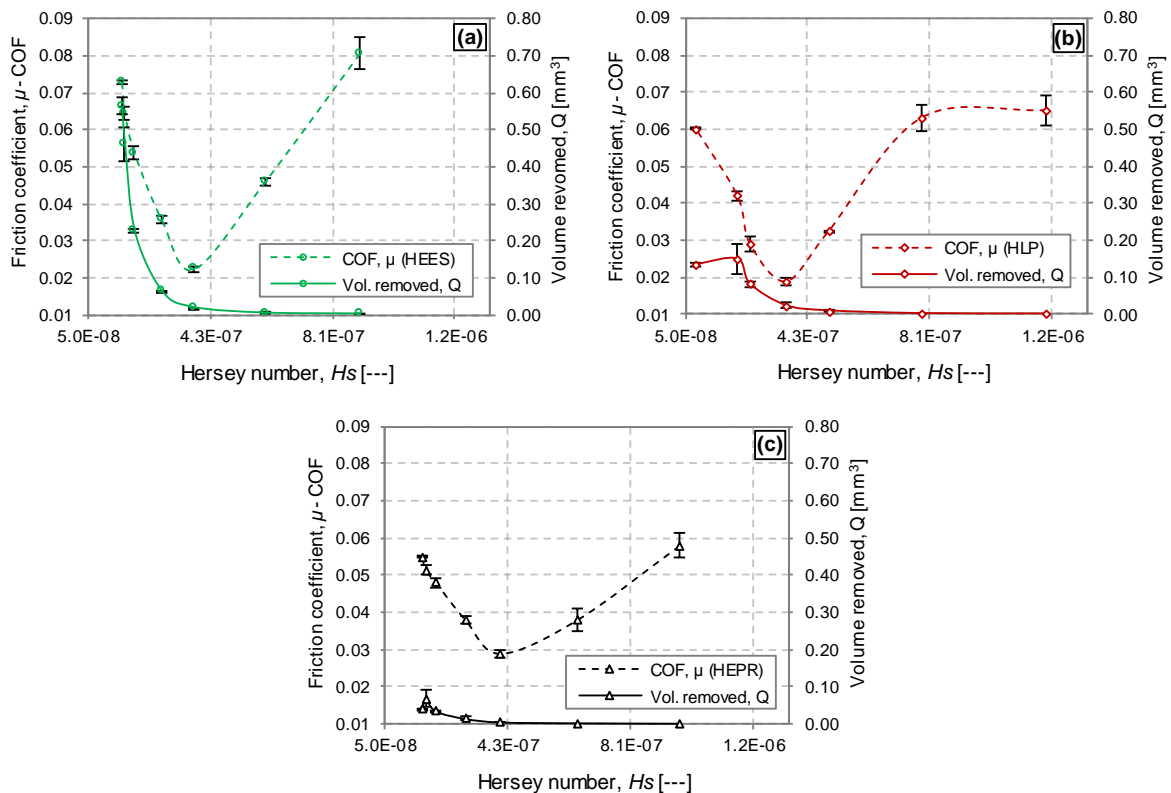 (a)
Friction coefficient, μ - COF
0.09
0.08
0.07
0.06
0.05
0.04
0.03
0.02
0.01
0.80
0.70
0.60
0.50
0.40
0.30
0.20
0.10
0.00
Volume revomed, Q [mm³]
COF, μ (HEES)
Vol. removed, Q
5.0E-08 4.3E-07 8.1E-07 1.2E-06
Hersey number, Hs [---]
(b)
Friction coefficient, μ - COF
0.09
0.08
0.07
0.06
0.05
0.04
0.03
0.02
0.01
0.80
0.70
0.60
0.50
0.40
0.30
0.20
0.10
0.00
Volume removed, Q [mm³]
COF, μ (HLP)
Vol. removed, Q
5.0E-08 4.3E-07 8.1E-07 1.2E-06
Hersey number, Hs [---]
(c)
Friction coefficient, μ - COF
0.09
0.08
0.07
0.06
0.05
0.04
0.03
0.02
0.01
0.80
0.70
0.60
0.50
0.40
0.30
0.20
0.10
0.00
Volume removed, Q [mm³]
COF, μ (HEPR)
Vol. removed, Q
5.0E-08 4.3E-07 8.1E-07 1.2E-06
Hersey number, Hs [---]